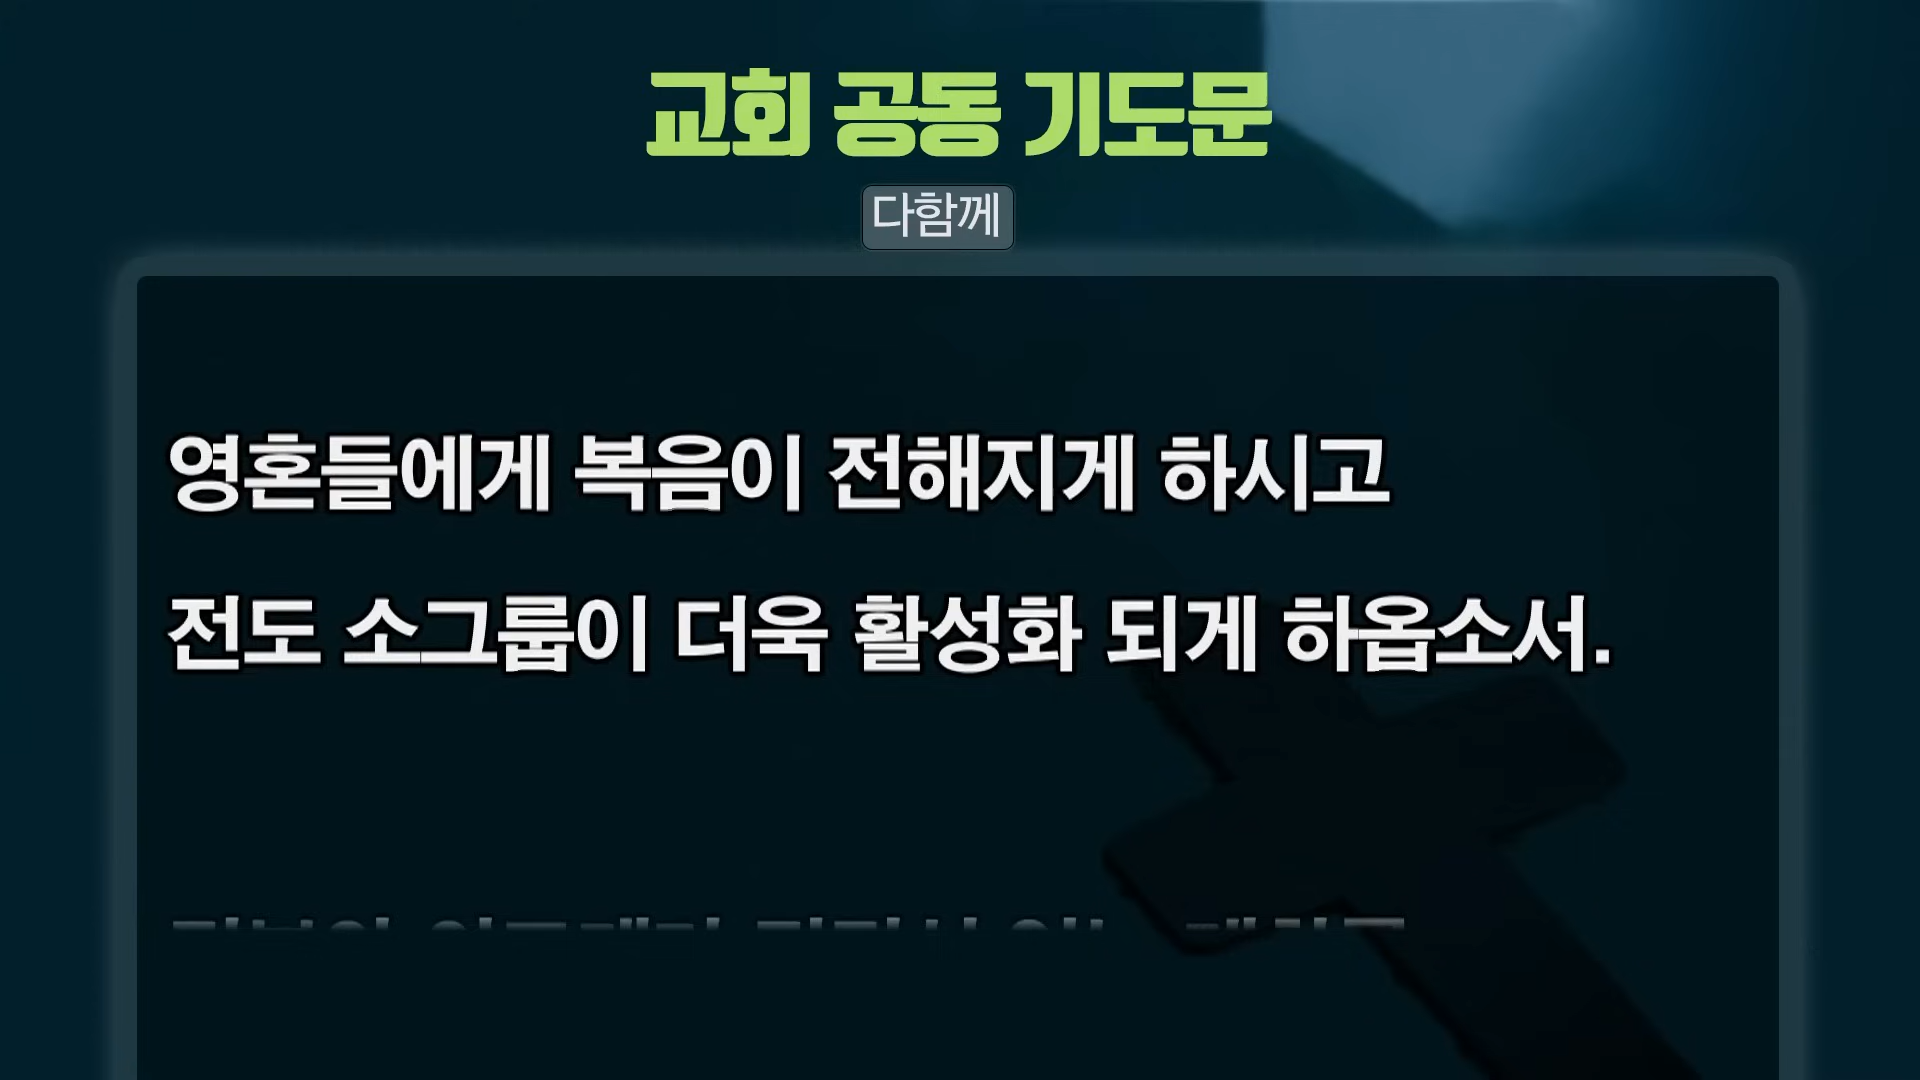 교회 공동 기도문
다함께
영혼들에게 복음이 전해지게 하시고
전도 소그룹이 더욱 활성화 되게 하옵소서.